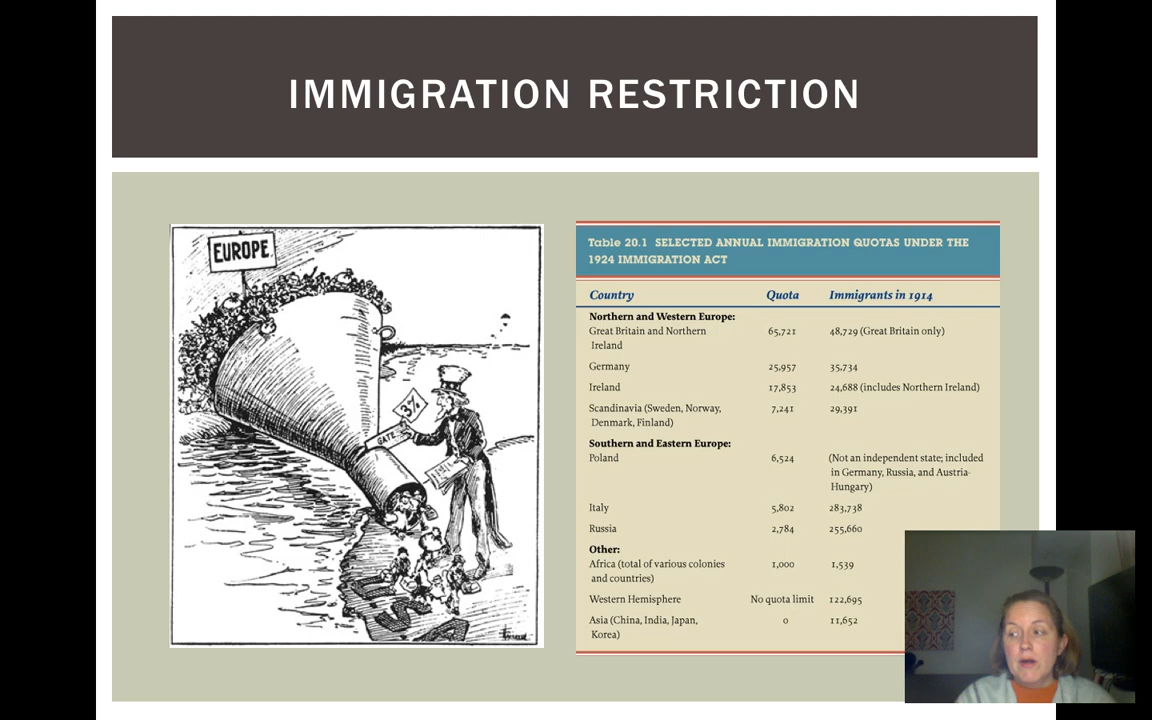 IMMIGRATION RESTRICTION
EUROPE.
3%
GATE
Table 20.1 SELECTED ANNUAL IMMIGRATION QUOTAS UNDER THE
1924 IMMIGRATION ACT
Country Quota Immigrants in 1914
Northern and Western Europe:
Great Britain and Northern 65,721 48,729 (Great Britain only)
Ireland
Germany 25,957 35,734
Ireland 17,853 24,688 (includes Northern Ireland)
Scandinavia (Sweden, Norway, 7,241 29,391
Denmark, Finland)
Southern and Eastern Europe:
Poland 6,524 (Not an independent state; included
in Germany, Russia, and Austria-
Hungary)
Italy 5,802 283,738
Russia 2,784 255,660
Other:
Africa (total of various colonies 1,000 1,539
and countries)
Western Hemisphere No quota limit 122,695
Asia (China, India, Japan, 0 11,652
Korea)